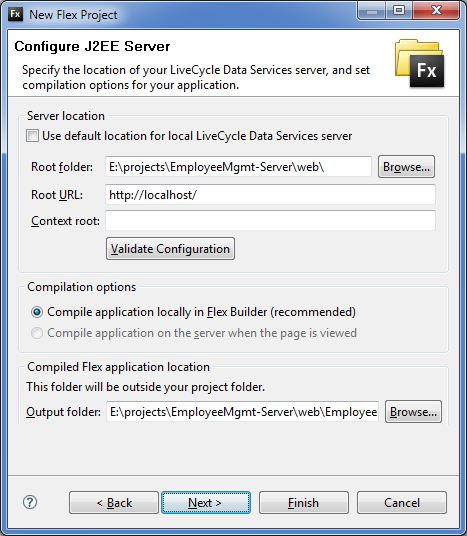 Fx New Flex Project
Configure J2EE Server
Specify the location of your LiveCycle Data Services server, and set
compilation options for your application.
Fx
Server location
Use default location for local LiveCycle Data Services server
Root folder: E:\projects\EmployeeMgmt-Server\web\ Browse...
Root URL: http://localhost/
Context root:
Validate Configuration
Compilation options
Compile application locally in Flex Builder (recommended)
Compile application on the server when the page is viewed
Compiled Flex application location
This folder will be outside your project folder.
Output folder: E:\projects\EmployeeMgmt-Server\web\Employee Browse...
? < Back Next > Finish Cancel